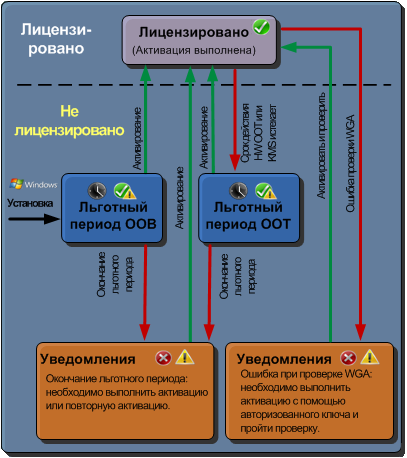 Лицензи-
ровано
Лицензировано
(Активация выполнена)
Не
лицензировано
Активирование
Активирование
Активирование
Срок действия
HW OOT или
KMS истекает
Активировать и проверить
Ошибка проверки WGA
Windows
Установка
Льготный
период OOB
Льготный
период OOT
Окончание
льготного
периода
Окончание
льготного
периода
Уведомления
Окончание льготного периода:
необходимо выполнить активацию
или повторную активацию.
Уведомления
Ошибка при проверке WGA:
необходимо выполнить
активацию с помощью
авторизованного ключа и
пройти проверку.